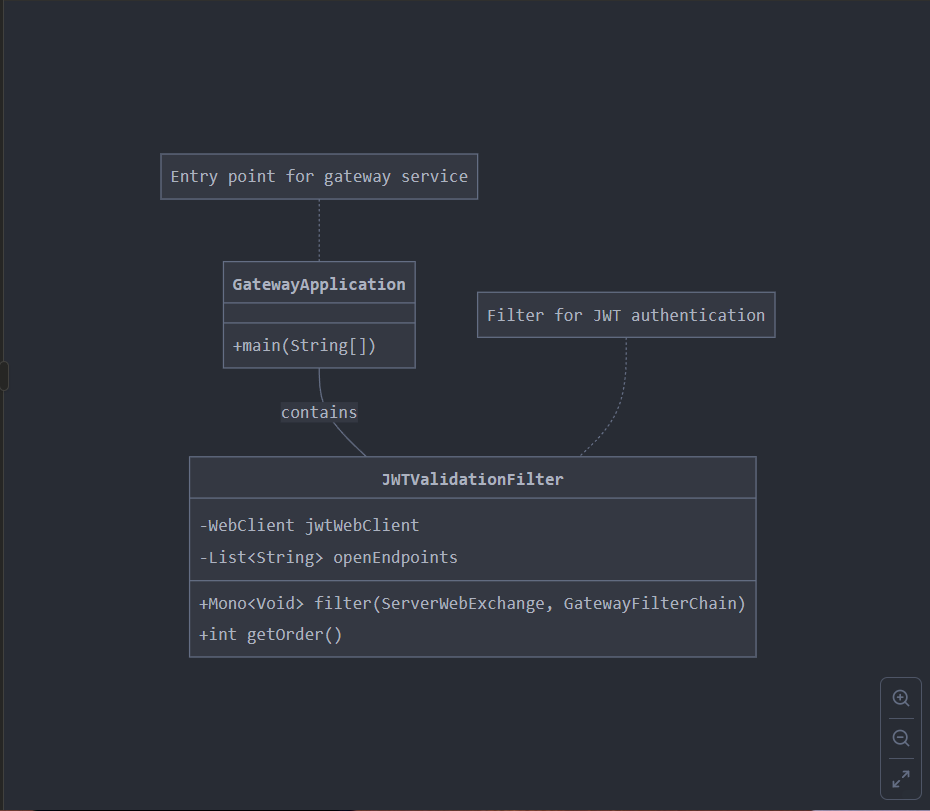 Entry point for gateway service
GatewayApplication
+main(String[])
Filter for JWT authentication
contains
JWTValidationFilter
-WebClient jwtWebClient
-List<String> openEndpoints
+Mono<Void> filter(ServerWebExchange, GatewayFilterChain)
+int getOrder()